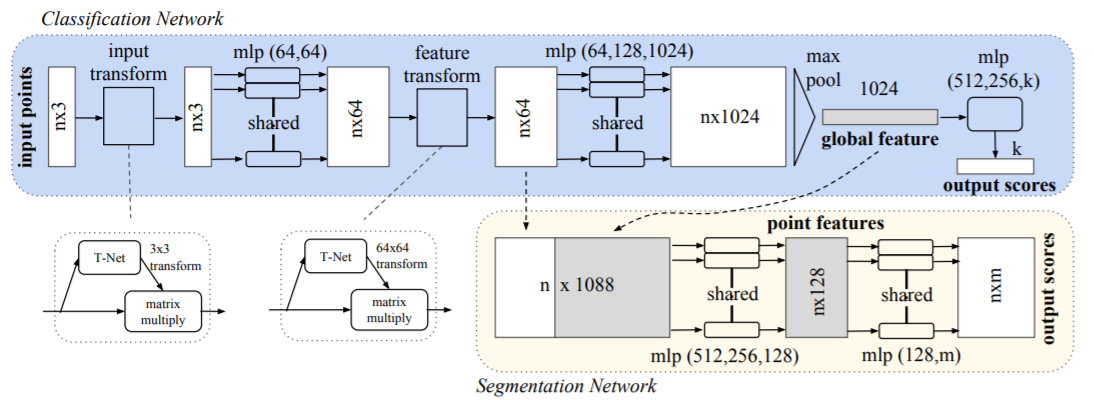 Classification Network
input points
nx3
input
transform
nx3
mlp (64,64)
shared
nx64
feature
transform
nx64
mlp (64,128,1024)
shared
nx1024
max
pool
1024
global feature
mlp
(512,256,k)
k
output scores
T-Net
3x3
transform
matrix
multiply
T-Net
64x64
transform
matrix
multiply
point features
n x 1088
shared
mlp (512,256,128)
nx128
shared
mlp (128,m)
nxm
output scores
Segmentation Network